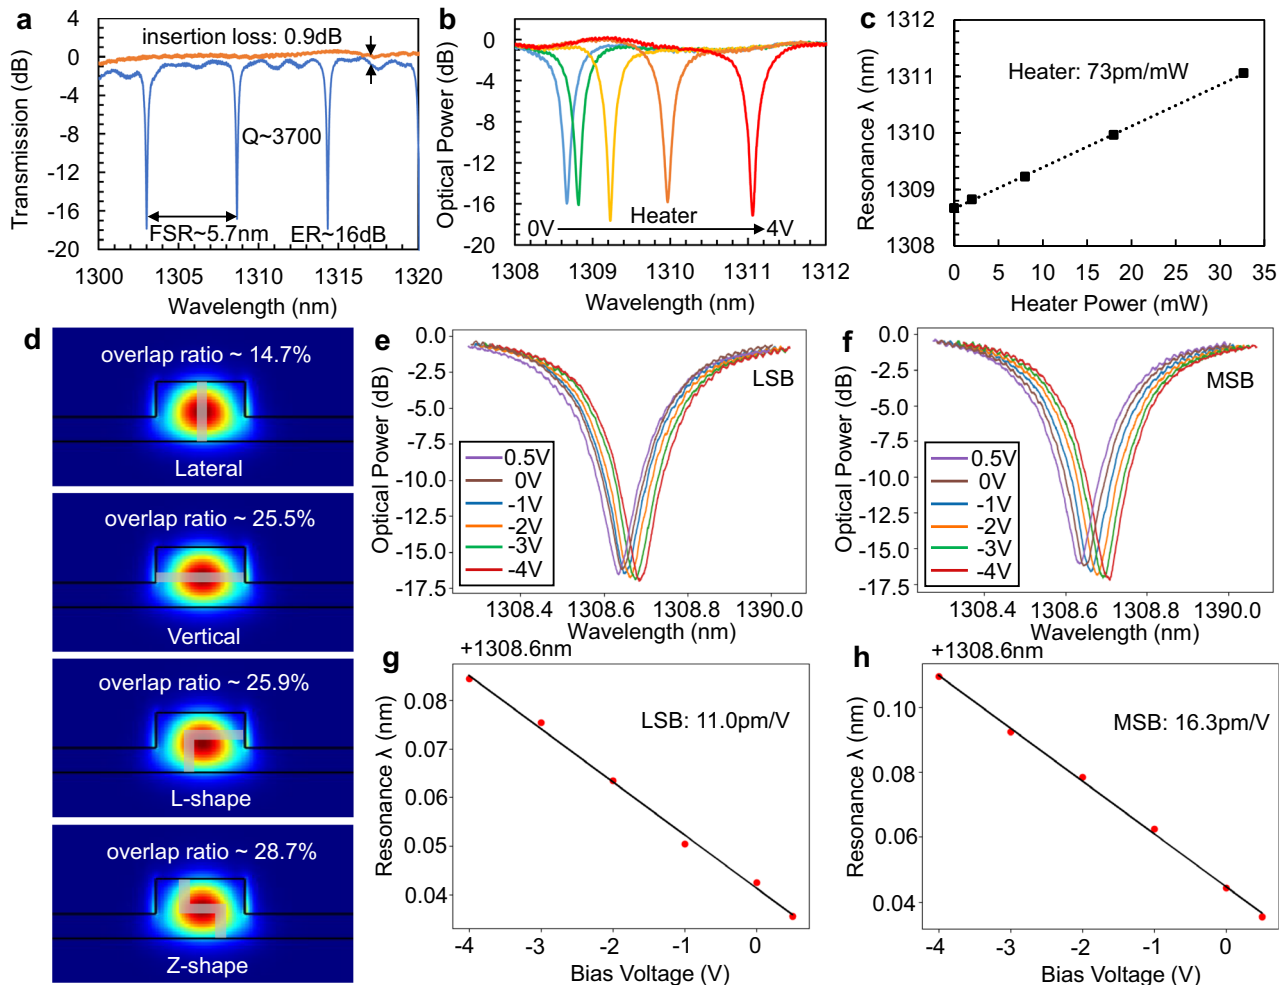 a
4
0
-4
-8
-12
-16
-20
Transmission (dB)
insertion loss: 0.9dB
Q~3700
FSR~5.7nm
ER~16dB
1300
1305
1310
1315
1320
Wavelength (nm)
b
0
-4
-8
-12
-16
-20
Optical Power (dB)
Heater
0V
4V
1308
1309
1310
1311
1312
Wavelength (nm)
c
1312
1311
1310
1309
1308
Resonance λ (nm)
Heater: 73pm/mW
0
5
10
15
20
25
30
35
Heater Power (mW)
d
overlap ratio ~ 14.7%
Lateral
overlap ratio ~ 25.5%
Vertical
overlap ratio ~ 25.9%
L-shape
overlap ratio ~ 28.7%
Z-shape
e
0.0
-2.5
-5.0
-7.5
-10.0
-12.5
-15.0
-17.5
Optical Power (dB)
LSB
0.5V
0V
-1V
-2V
-3V
-4V
1308.4
1308.6
1308.8
1390.0
Wavelength (nm)
f
0.0
-2.5
-5.0
-7.5
-10.0
-12.5
-15.0
-17.5
Optical Power (dB)
MSB
0.5V
0V
-1V
-2V
-3V
-4V
1308.4
1308.6
1308.8
1390.0
Wavelength (nm)
g
+1308.6nm
0.08
0.07
0.06
0.05
0.04
Resonance λ (nm)
LSB: 11.0pm/V
-4
-3
-2
-1
0
Bias Voltage (V)
h
+1308.6nm
0.10
0.08
0.06
0.04
Resonance λ (nm)
MSB: 16.3pm/V
-4
-3
-2
-1
0
Bias Voltage (V)